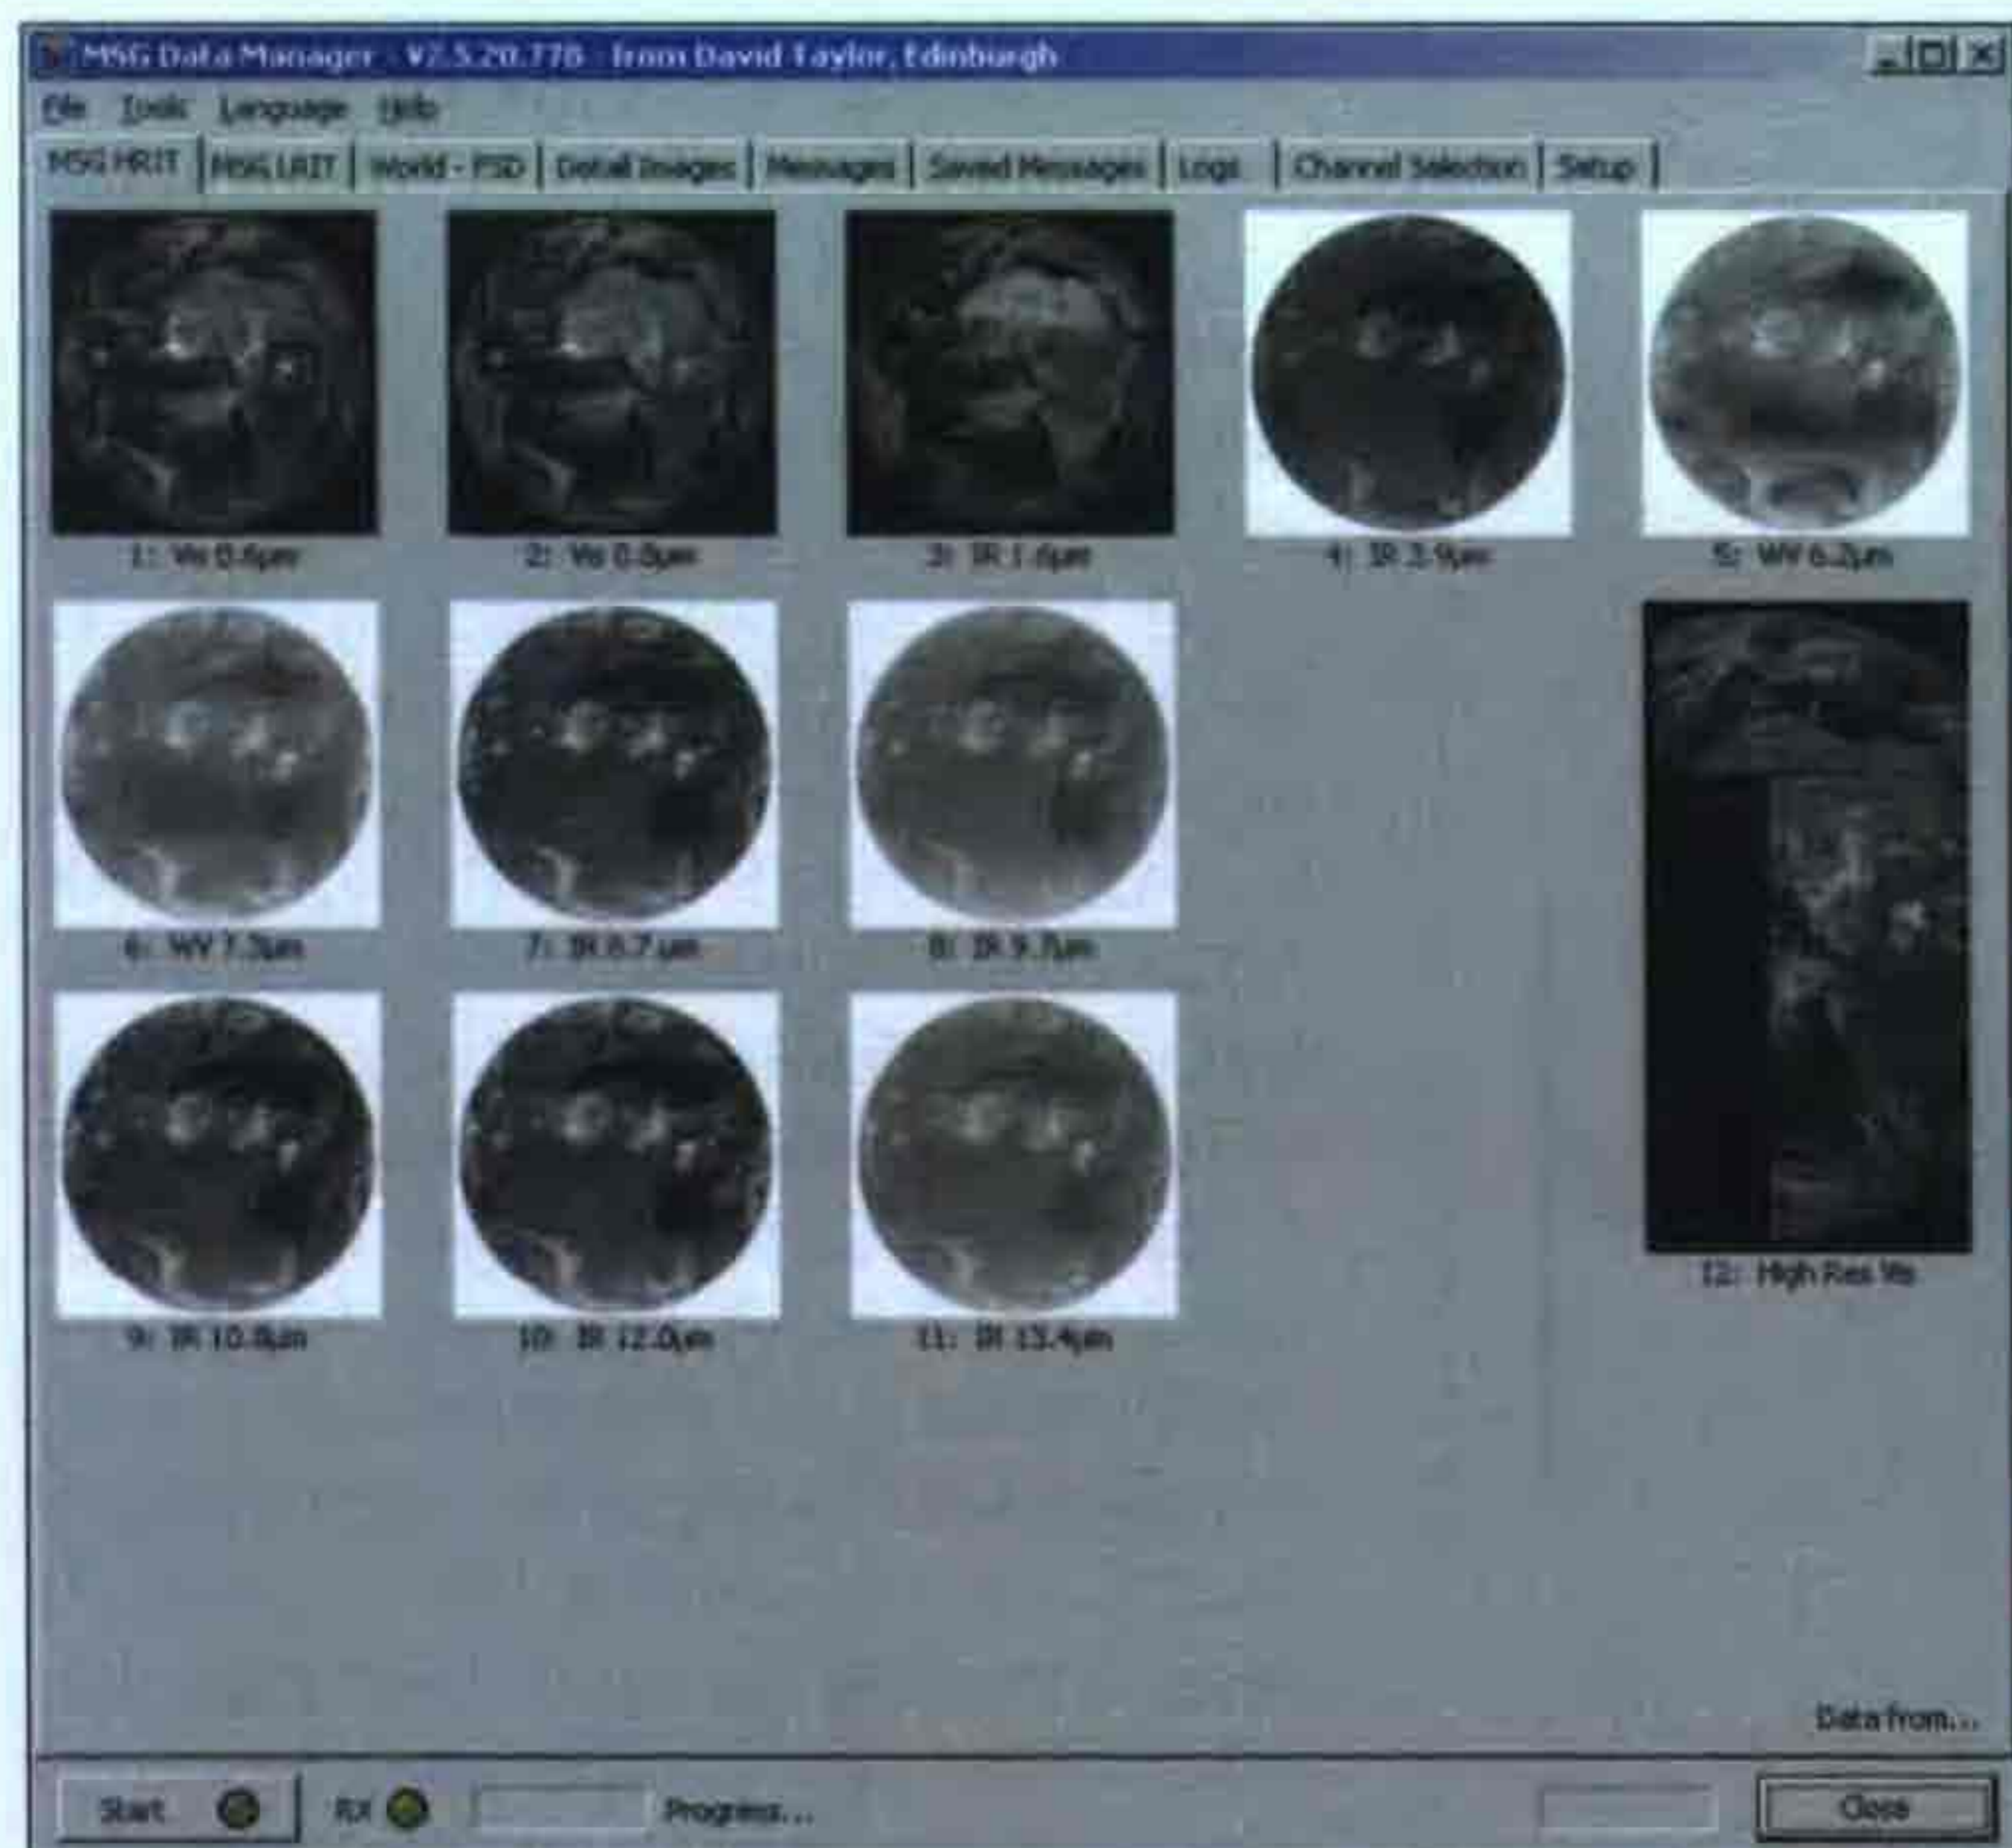 MSG Data Manager - V2.5.20.778 - from David Taylor, Edinburgh
File Tools Language Help
MSG HRIT MSG LRIT World - FSD Detail Images Messages Saved Messages Logs Channel Selection Setup
1: Vis 0.6µm 2: Vis 0.8µm 3: IR 1.6µm 4: IR 3.9µm 5: WV 6.2µm
6: WV 7.3µm 7: IR 8.7 µm 8: IR 9.7µm
12: High Res Vis
9: IR 10.8µm 10: IR 12.0µm 11: IR 13.4µm
Data from...
Start RX Progress... Close